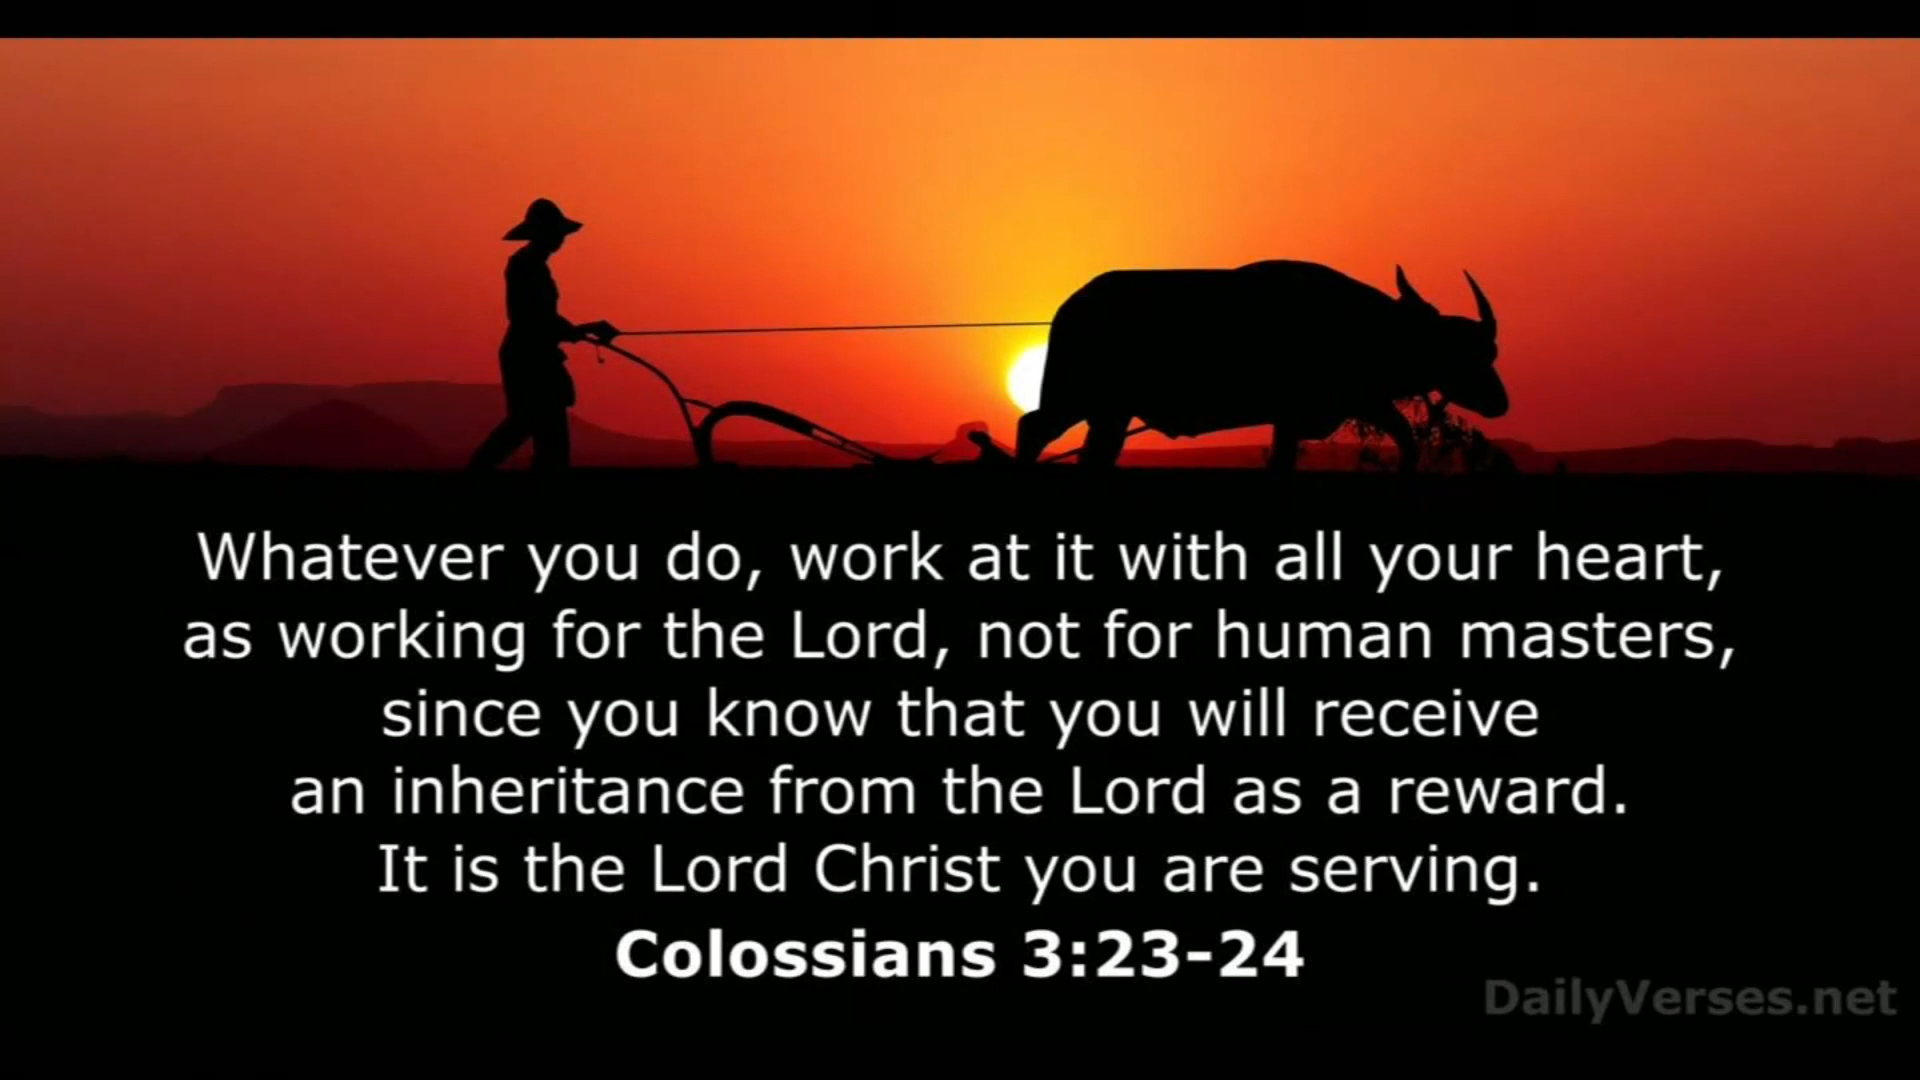 Whatever you do, work at it with all your heart,
as working for the Lord, not for human masters,
since you know that you will receive
an inheritance from the Lord as a reward.
It is the Lord Christ you are serving.
Colossians 3:23-24
DailyVerses.net